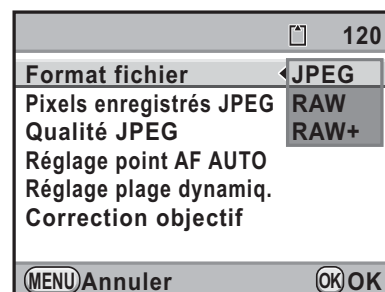 120
Format fichier JPEG
Pixels enregistrés JPEG RAW
Qualité JPEG RAW+
Réglage point AF AUTO
Réglage plage dynamiq.
Correction objectif
MENU Annuler OK OK